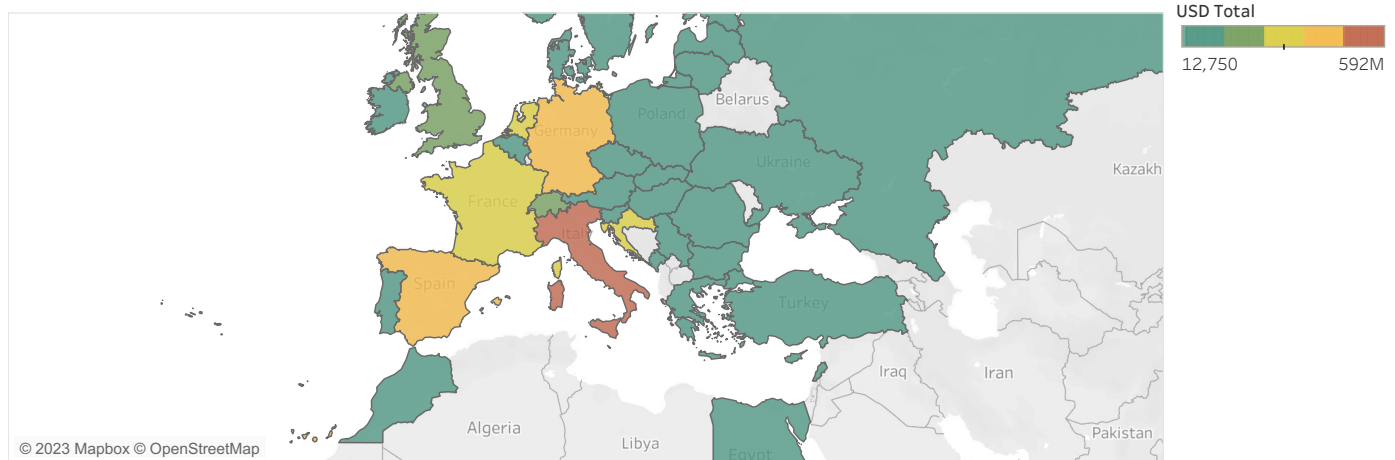 USD Total
12,750 592M
Belarus
Poland
Germany
Ukraine
Kazakh
France
Ital
Spain
Turkey
Iraq
Iran
Algeria
Libya
Pakistan
Egypt
© 2023 Mapbox © OpenStreetMap